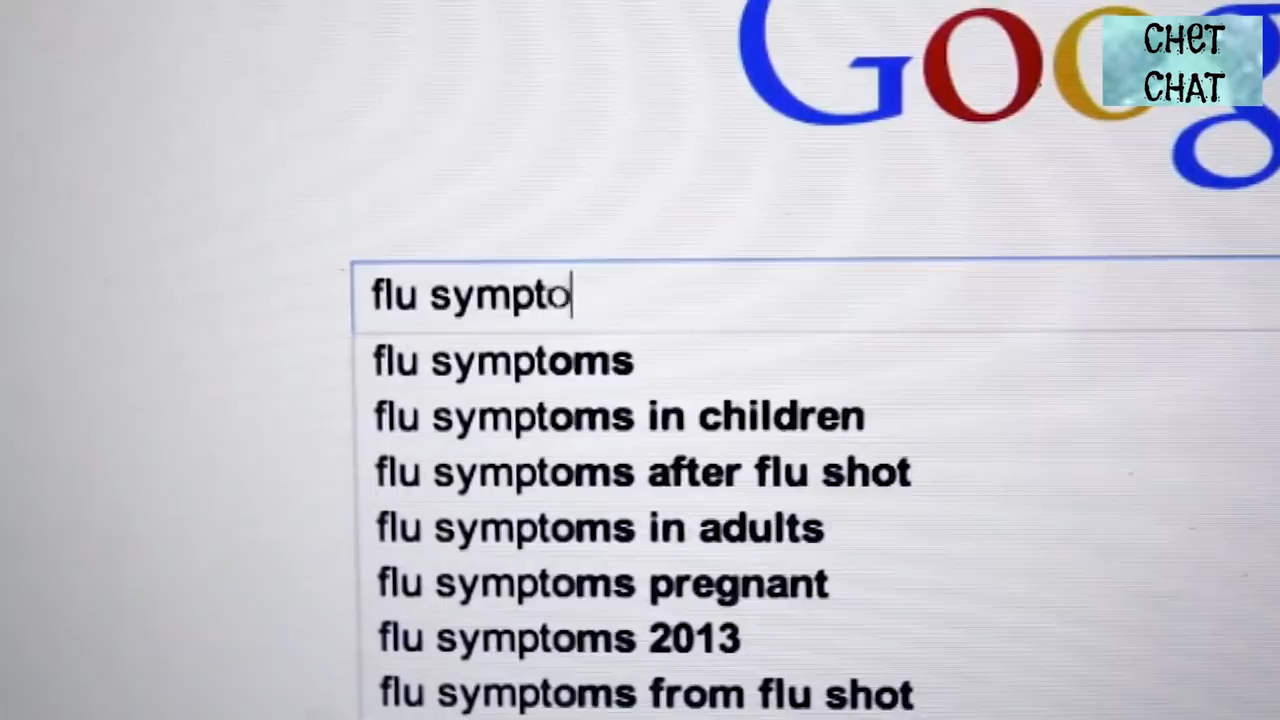 Goog
CHET
CHAT
flu sympto
flu symptoms
flu symptoms in children
flu symptoms after flu shot
flu symptoms in adults
flu symptoms pregnant
flu symptoms 2013
flu symptoms from flu shot